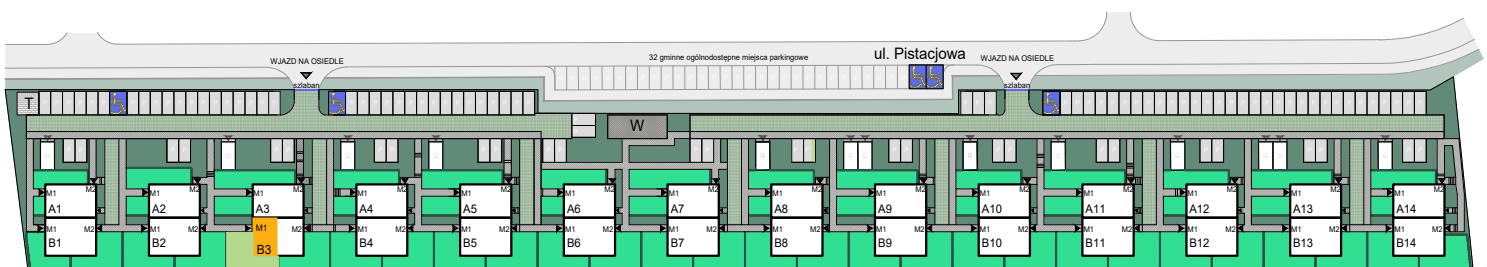 ul. Pistacjowa
32 gminne ogólnodostępne miejsca parkingowe
WJAZD NA OSIEDLE
WJAZD NA OSIEDLE
szlaban
szlaban
T
W
M1 M2 M1 M2 M1 M2 M1 M2 M1 M2 M1 M2 M1 M2 M1 M2 M1 M2 M1 M2 M1 M2 M1 M2 M1 M2 M1 M2
A1 A2 A3 A4 A5 A6 A7 A8 A9 A10 A11 A12 A13 A14
M1 M2 M1 M2 M1 M2 M1 M2 M1 M2 M1 M2 M1 M2 M1 M2 M1 M2 M1 M2 M1 M2 M1 M2 M1 M2 M1 M2
B1 B2 B3 B4 B5 B6 B7 B8 B9 B10 B11 B12 B13 B14